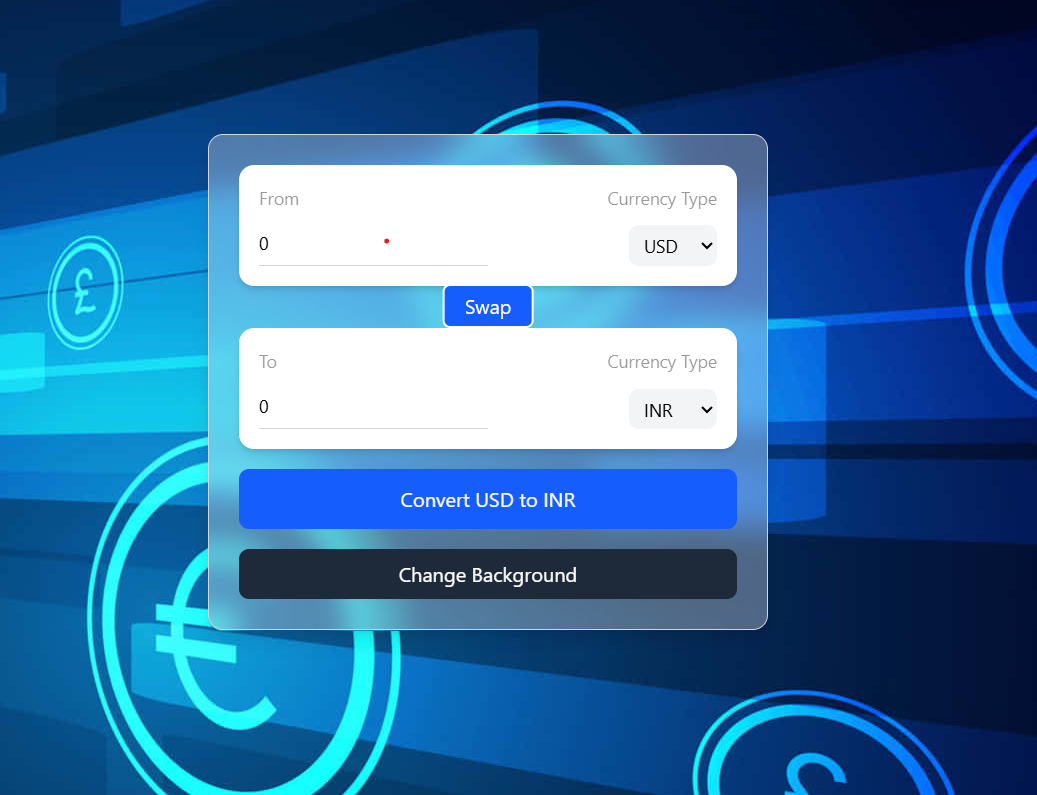 From
Currency Type
0
USD
Swap
To
Currency Type
0
INR
Convert USD to INR
Change Background
£
€
£